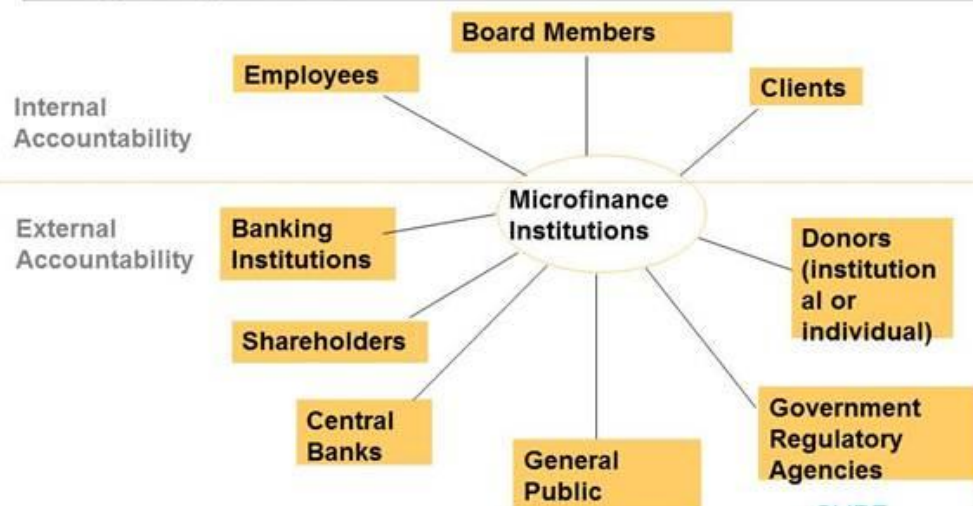 Board Members
Employees
Clients
Internal
Accountability
Microfinance
Institutions
External
Accountability
Banking
Institutions
Donors
(institution
al or
individual)
Shareholders
Central
Banks
Government
Regulatory
Agencies
General
Public